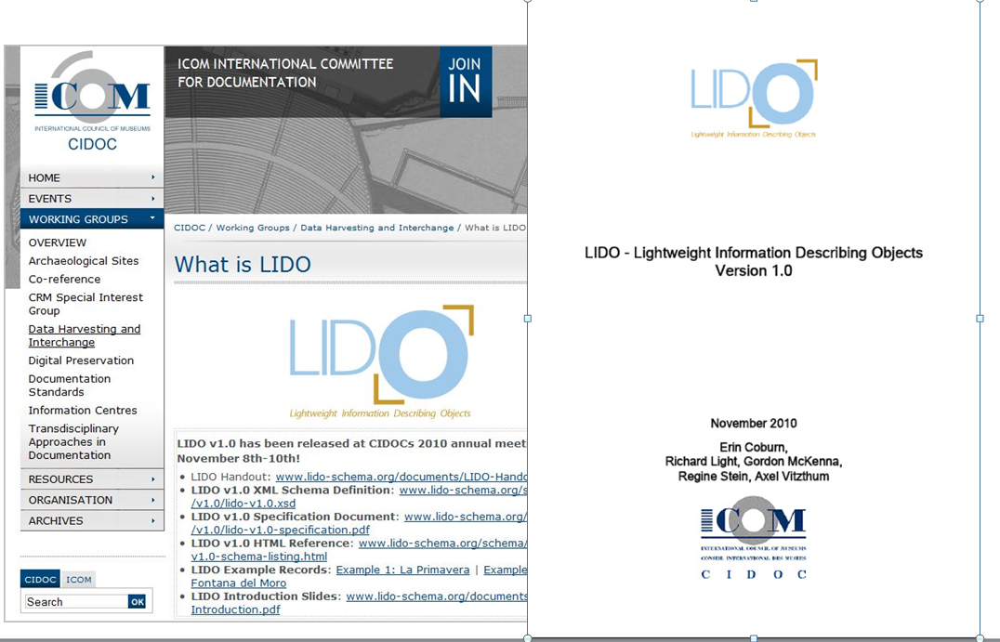 ICOM
INTERNATIONAL COUNCIL OF MUSEUMS
CIDOC
HOME
EVENTS
WORKING GROUPS
OVERVIEW
Archaeological Sites
Co-reference
CRM Special Interest
Group
Data Harvesting and
Interchange
Digital Preservation
Documentation
Standards
Information Centres
Transdisciplinary
Approaches in
Documentation
RESOURCES
ORGANISATION
ARCHIVES
CIDOC ICOM
Search OK
ICOM INTERNATIONAL COMMITTEE
FOR DOCUMENTATION
JOIN
IN
CIDOC / Working Groups / Data Harvesting and Interchange / What is LIDO
What is LIDO
LIDO
Lightweight Information Describing Objects
LIDO v1.0 has been released at CIDOCs 2010 annual meet
November 8th-10th!
• LIDO Handout: www.lido-schema.org/documents/LIDO-Hando
• LIDO v1.0 XML Schema Definition: www.lido-schema.org/s
/v1.0/lido-v1.0.xsd
• LIDO v1.0 Specification Document: www.lido-schema.org/
/v1.0/lido-v1.0-specification.pdf
• LIDO v1.0 HTML Reference: www.lido-schema.org/schema/
v1.0-schema-listing.html
• LIDO Example Records: Example 1: La Primavera | Example
Fontana del Moro
• LIDO Introduction Slides: www.lido-schema.org/documents
Introduction.pdf
LIDO
Lightweight Information Describing Objects
LIDO - Lightweight Information Describing Objects
Version 1.0
November 2010
Erin Coburn,
Richard Light, Gordon McKenna,
Regine Stein, Axel Vitzthum
ICOM
INTERNATIONAL COUNCIL OF MUSEUMS
CONSEIL INTERNATIONAL DES MUSEES
C I D O C